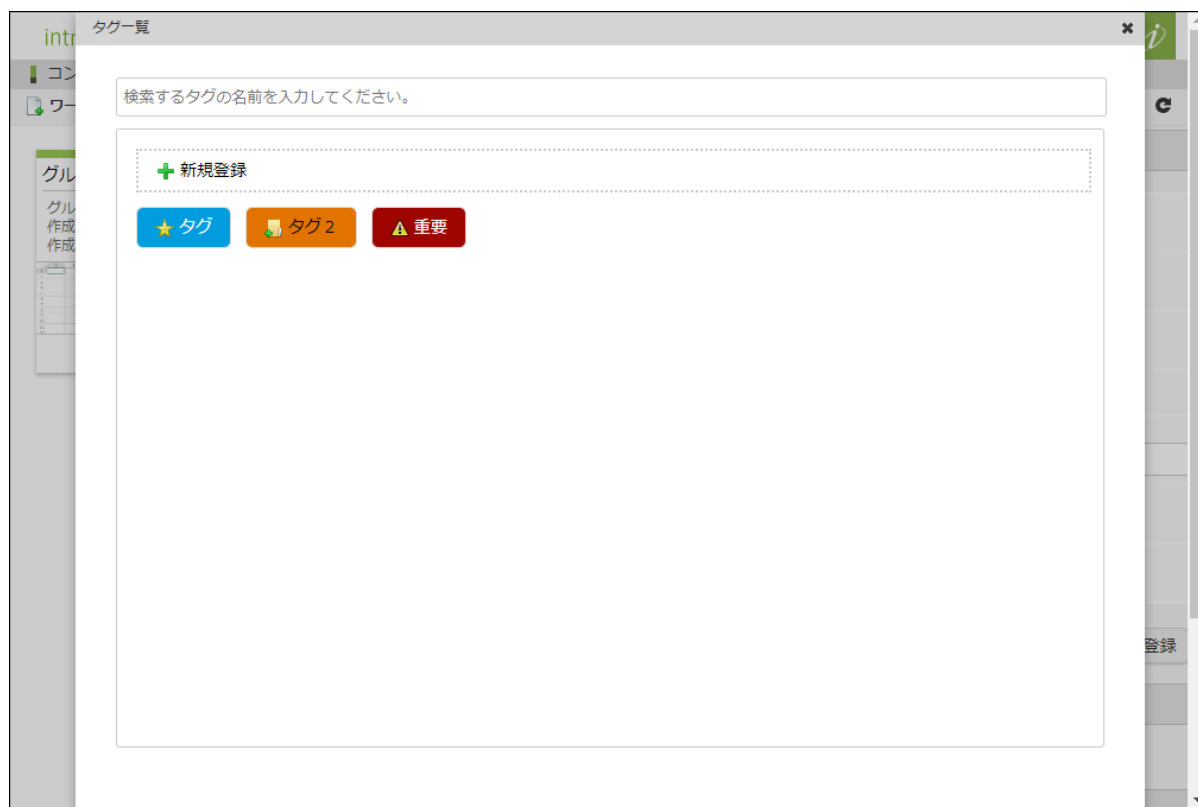 intr
タグ一覧
コン
ワー
検索するタグの名前を入力してください。
新規登録
グル
タグ
タグ2
重要
グル
作成
作成
登録